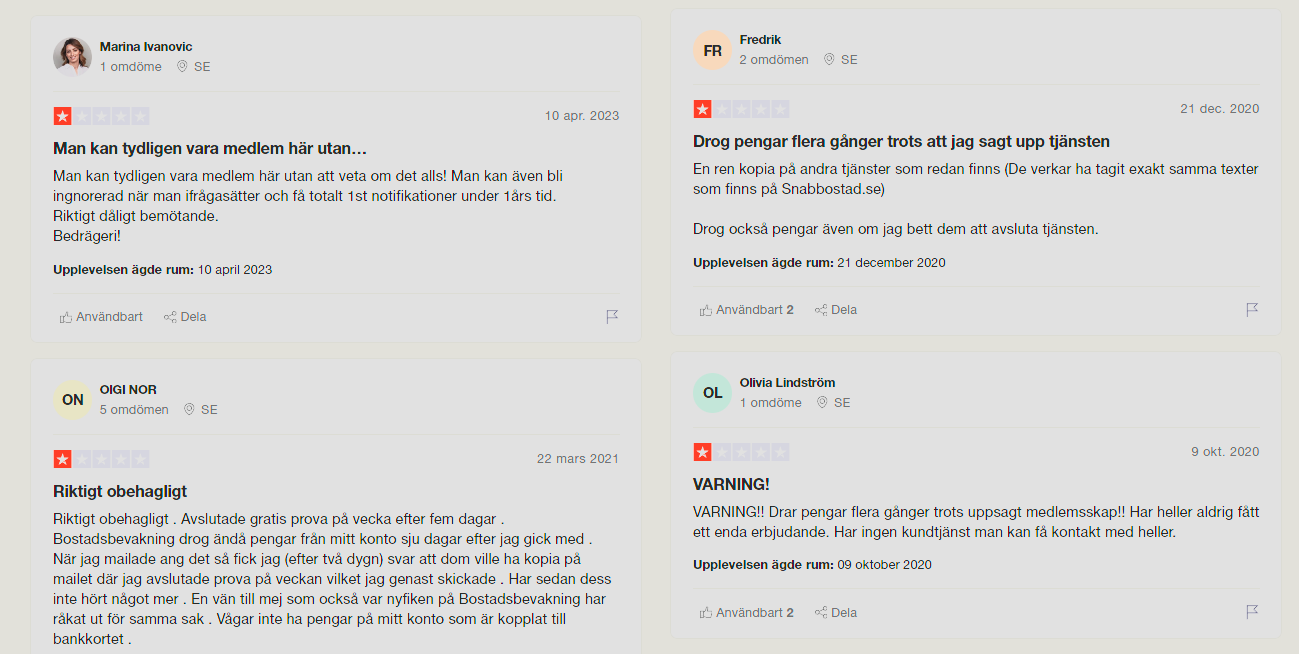 Marina Ivanovic
1 omdöme SE
10 apr. 2023
Man kan tydligen vara medlem här utan…
Man kan tydligen vara medlem här utan att veta om det alls! Man kan även bli
ingnorerad när man ifrågasätter och få totalt 1st notifikationer under 1års tid.
Riktigt dåligt bemötande.
Bedrägeri!
Upplevelsen ägde rum: 10 april 2023
Användbart Dela
ON
OIGI NOR
5 omdömen SE
22 mars 2021
Riktigt obehagligt
Riktigt obehagligt . Avslutade gratis prova på vecka efter fem dagar .
Bostadsbevakning drog ändå pengar från mitt konto sju dagar efter jag gick med .
När jag mailade ang det så fick jag (efter två dygn) svar att dom ville ha kopia på
mailet där jag avslutade prova på veckan vilket jag genast skickade . Har sedan dess
inte hört något mer . En vän till mej som också var nyfiken på Bostadsbevakning har
råkat ut för samma sak . Vågar inte ha pengar på mitt konto som är kopplat till
bankkortet .
FR
Fredrik
2 omdömen SE
21 dec. 2020
Drog pengar flera gånger trots att jag sagt upp tjänsten
En ren kopia på andra tjänster som redan finns (De verkar ha tagit exakt samma texter
som finns på Snabbostad.se)
Drog också pengar även om jag bett dem att avsluta tjänsten.
Upplevelsen ägde rum: 21 december 2020
Användbart 2 Dela
OL
Olivia Lindström
1 omdöme SE
9 okt. 2020
VARNING!
VARNING!! Drar pengar flera gånger trots uppsagt medlemsskap!! Har heller aldrig fått
ett enda erbjudande. Har ingen kundtjänst man kan få kontakt med heller.
Upplevelsen ägde rum: 09 oktober 2020
Användbart 2 Dela